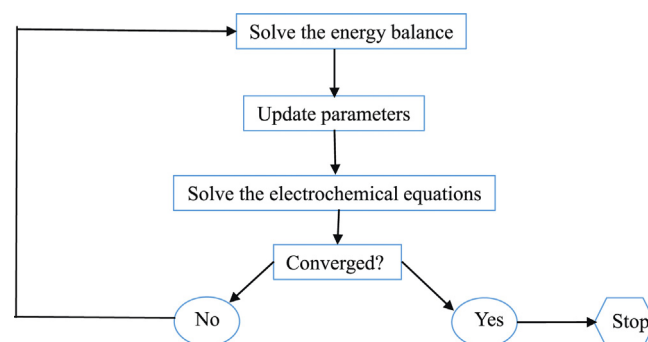 Solve the energy balance
Update parameters
Solve the electrochemical equations
Converged?
No
Yes
Stop